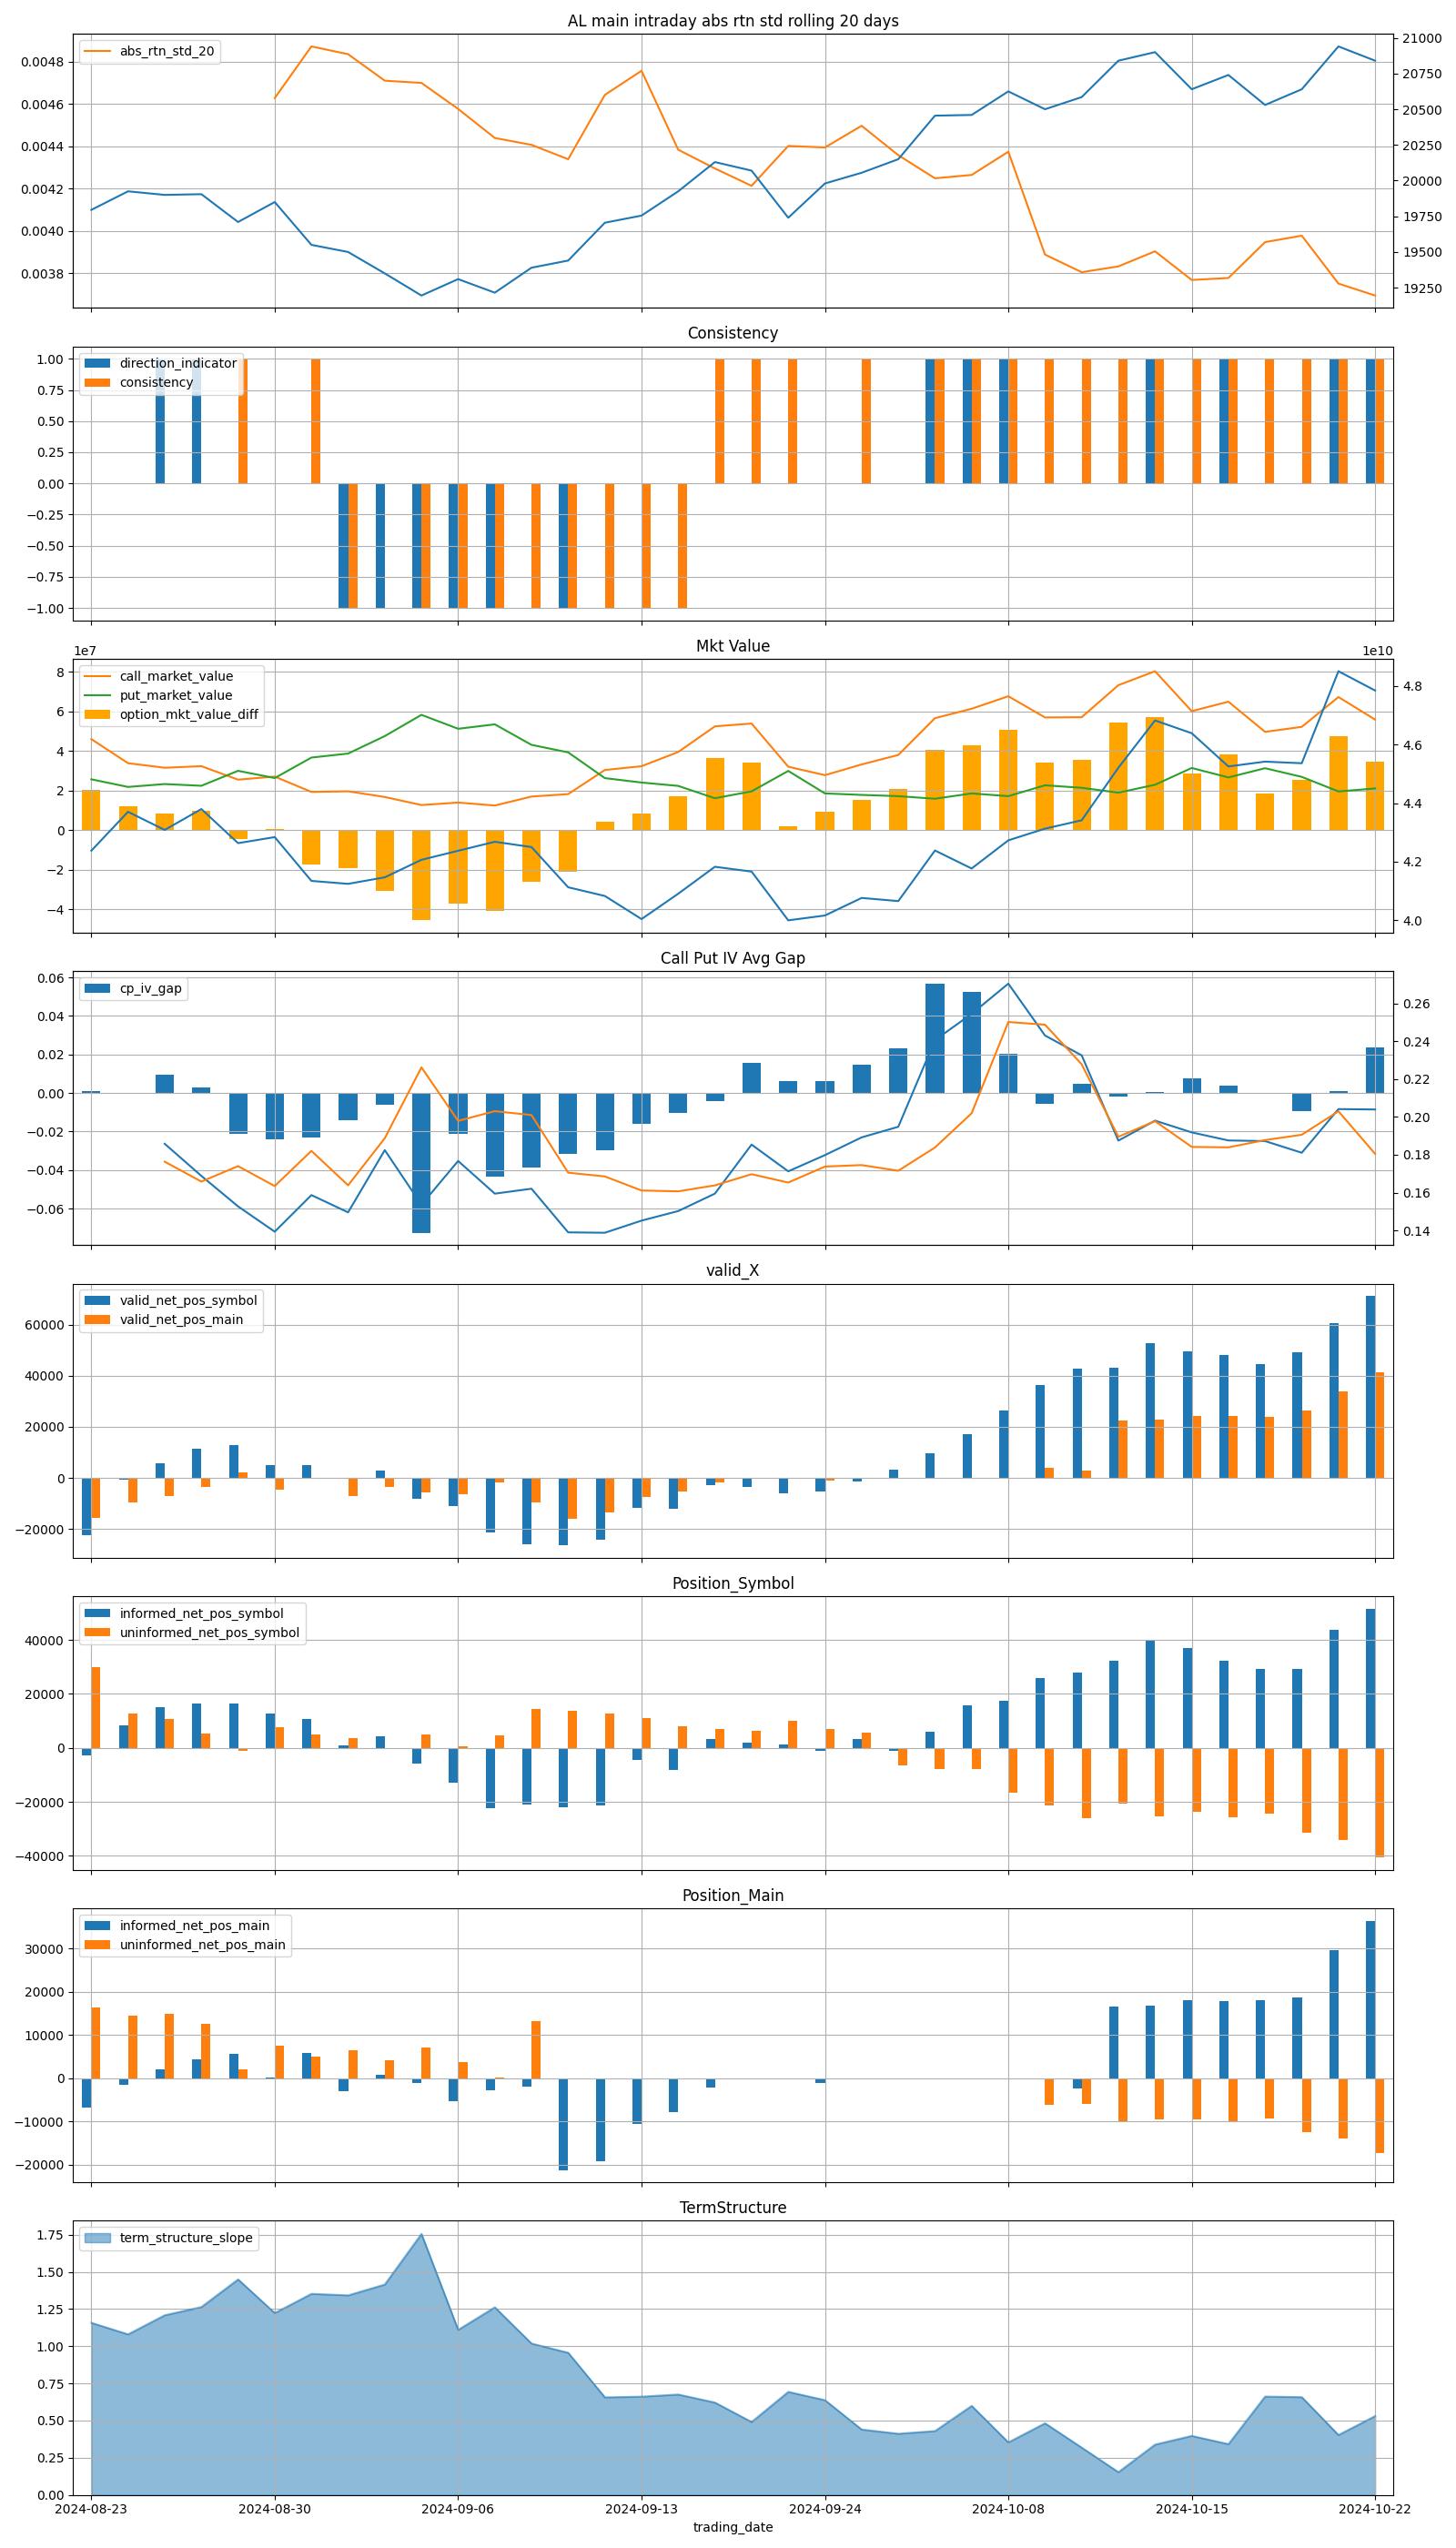 AL main intraday abs rtn std rolling 20 days
abs_rtn_std_20
0.0048
0.0046
0.0044
0.0042
0.0040
0.0038
21000
20750
20500
20250
20000
19750
19500
19250
Consistency
direction_indicator
consistency
1.00
0.75
0.50
0.25
0.00
−0.25
−0.50
−0.75
−1.00
Mkt Value
1e7
1e10
call_market_value
put_market_value
option_mkt_value_diff
8
6
4
2
0
−2
−4
4.8
4.6
4.4
4.2
4.0
Call Put IV Avg Gap
cp_iv_gap
0.06
0.04
0.02
0.00
−0.02
−0.04
−0.06
0.26
0.24
0.22
0.20
0.18
0.16
0.14
valid_X
valid_net_pos_symbol
valid_net_pos_main
60000
40000
20000
0
−20000
Position_Symbol
informed_net_pos_symbol
uninformed_net_pos_symbol
40000
20000
0
−20000
−40000
Position_Main
informed_net_pos_main
uninformed_net_pos_main
30000
20000
10000
0
−10000
−20000
TermStructure
term_structure_slope
1.75
1.50
1.25
1.00
0.75
0.50
0.25
0.00
2024-08-23 2024-08-30 2024-09-06 2024-09-13 2024-09-24 2024-10-08 2024-10-15 2024-10-22
trading_date